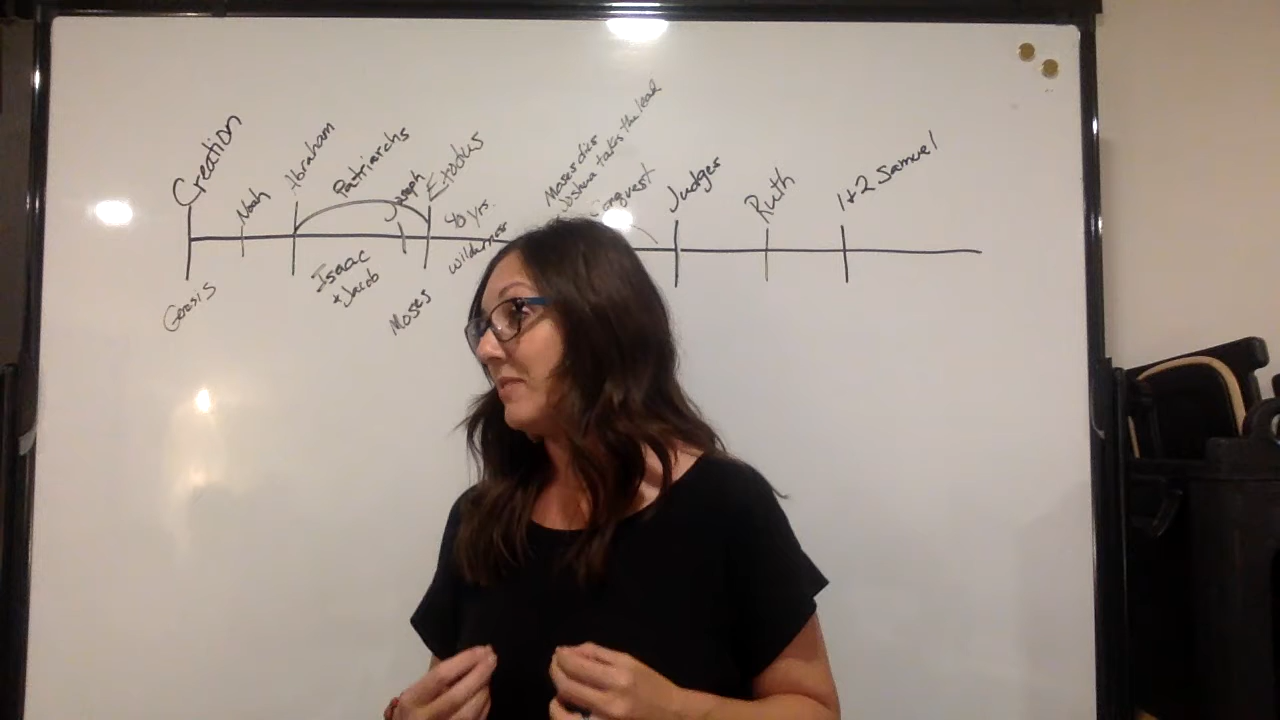 Creation
Noah
Abraham
Patriarchs
Joseph
Exodus
40 yrs.
wilderness
Moses dies
Joshua takes the lead
Conquest
Judges
Ruth
1+2 Samuel
Genesis
Isaac
+Jacob
Moses